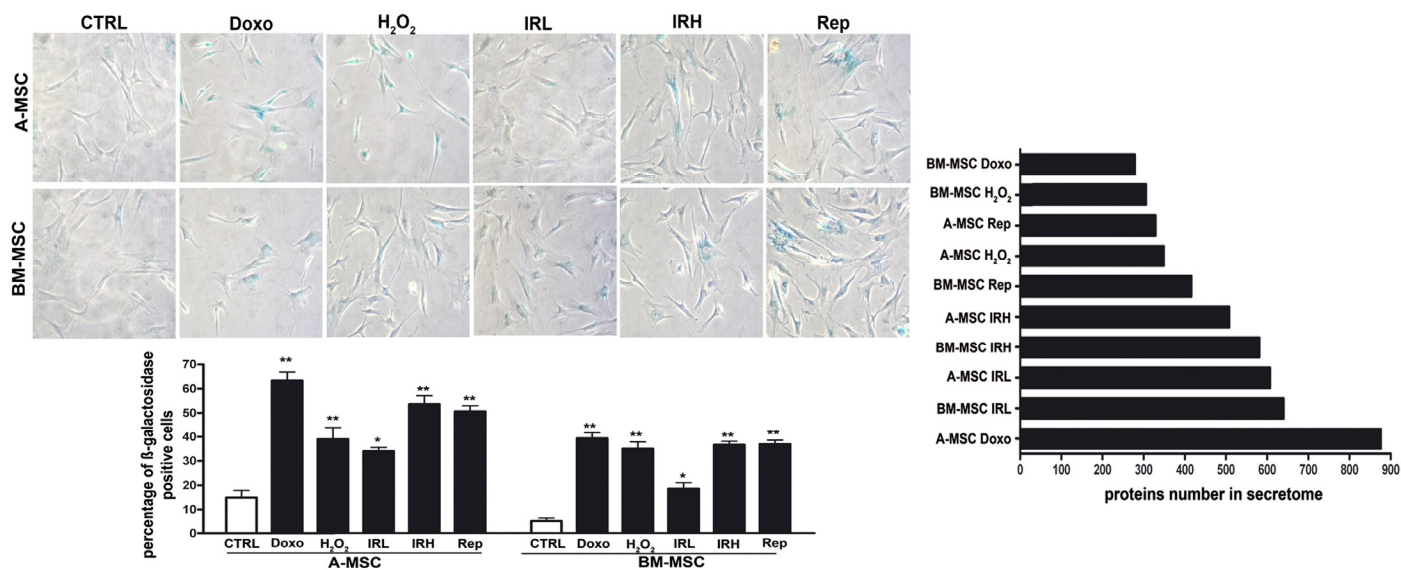 CTRL Doxo H₂O₂ IRL IRH Rep
A-MSC
BM-MSC
percentage of ß-galactosidase
positive cells
70
60
50
40
30
20
10
0
** ** * ** **
** ** * ** **
CTRL Doxo H₂O₂ IRL IRH Rep CTRL Doxo H₂O₂ IRL IRH Rep
A-MSC BM-MSC
BM-MSC Doxo
BM-MSC H₂O₂
A-MSC Rep
A-MSC H₂O₂
BM-MSC Rep
A-MSC IRH
BM-MSC IRH
A-MSC IRL
BM-MSC IRL
A-MSC Doxo
0 100 200 300 400 500 600 700 800 900
proteins number in secretome